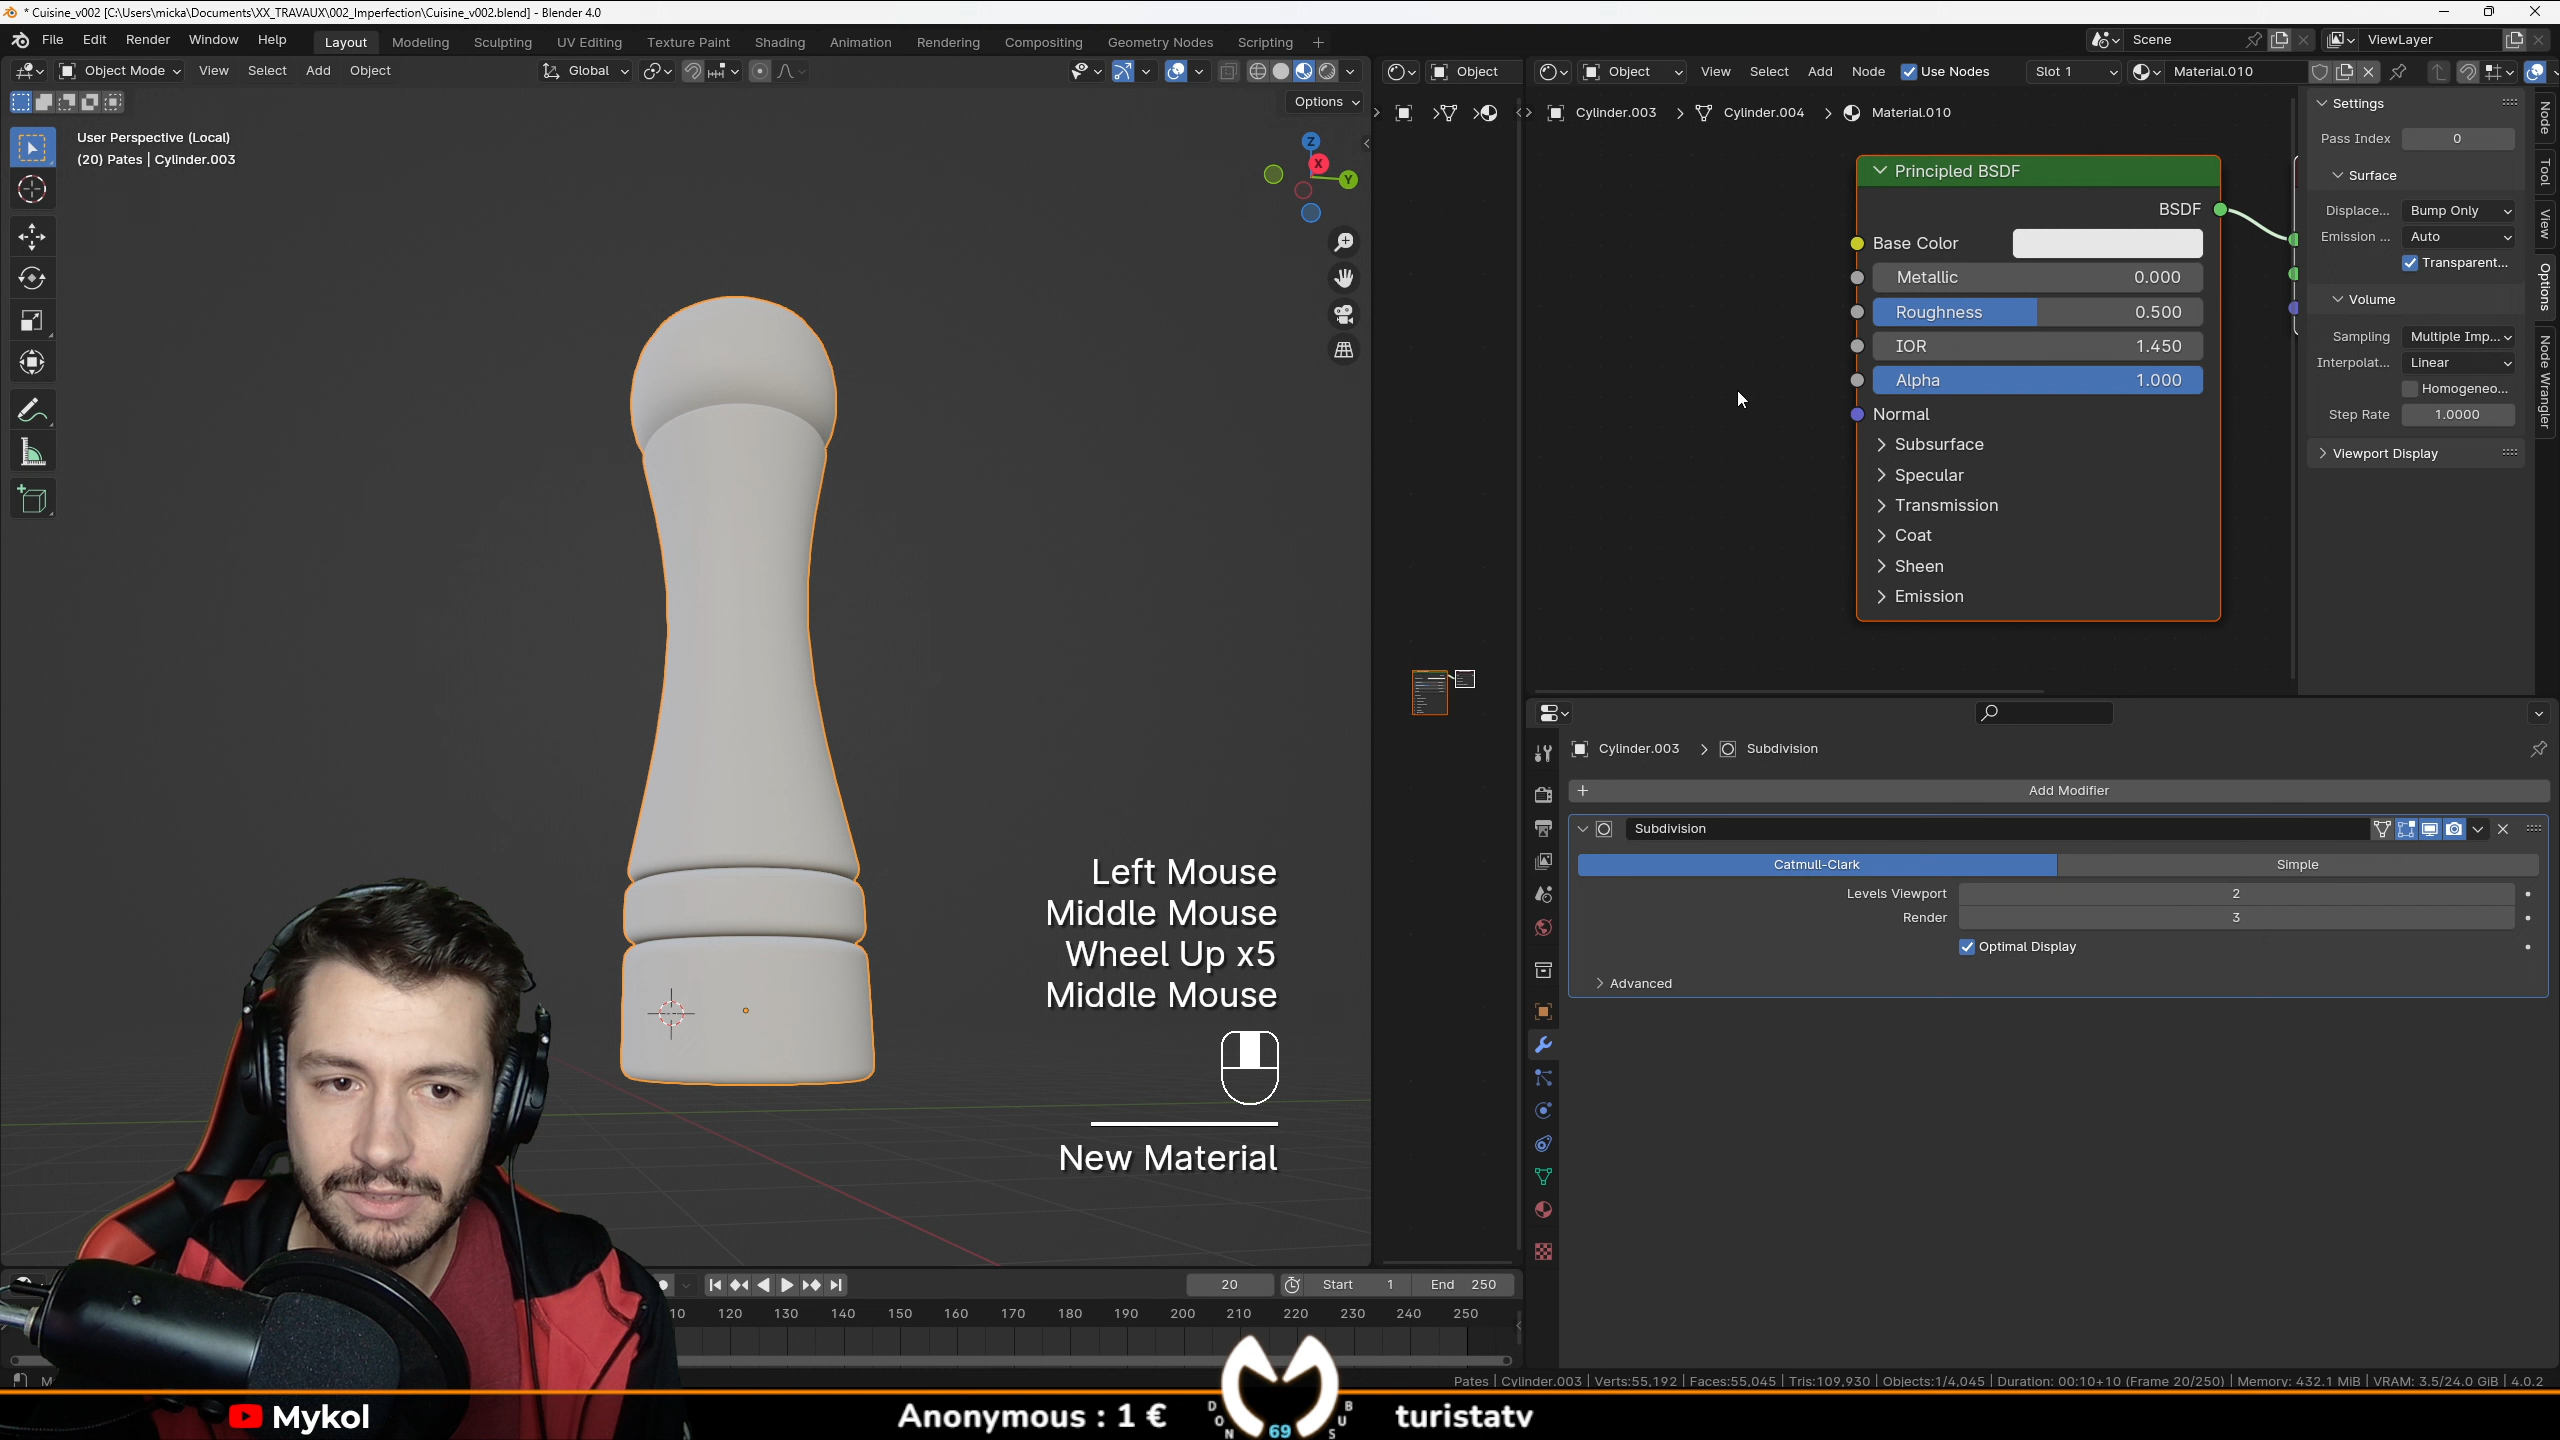 * Cuisine_v002 [C:\Users\micka\Documents\XX_TRAVAUX\002_Imperfection\Cuisine_v002.blend] - Blender 4.0
File Edit Render Window Help Layout Modeling Sculpting UV Editing Texture Paint Shading Animation Rendering Compositing Geometry Nodes Scripting + Scene ViewLayer
Object Mode View Select Add Object Global Object Object View Select Add Node Use Nodes Slot 1 Material.010
Options
User Perspective (Local)
(20) Pates | Cylinder.003
Z
X
Y
Cylinder.003 > Cylinder.004 > Material.010
Principled BSDF
BSDF
Base Color
Metallic 0.000
Roughness 0.500
IOR 1.450
Alpha 1.000
Normal
Subsurface
Specular
Transmission
Coat
Sheen
Emission
Settings
Pass Index 0
Surface
Displace... Bump Only
Emission ... Auto
Transparent...
Volume
Sampling Multiple Imp...
Interpolat... Linear
Homogeneo...
Step Rate 1.0000
Viewport Display
Node
Tool
View
Options
Node Wrangler
Cylinder.003 > Subdivision
Add Modifier
Subdivision
Catmull-Clark Simple
Levels Viewport 2
Render 3
Optimal Display
Advanced
Left Mouse
Middle Mouse
Wheel Up x5
Middle Mouse
New Material
20 Start 1 End 250
10 120 130 140 150 160 170 180 190 200 210 220 230 240 250
M
Pates | Cylinder.003 | Verts:55,192 | Faces:55,045 | Tris:109,930 | Objects:1/4,045 | Duration: 00:10+10 (Frame 20/250) | Memory: 432.1 MiB | VRAM: 3.5/24.0 GiB | 4.0.2
Mykol
Anonymous : 1 €
DON
69
BUS
turistatv